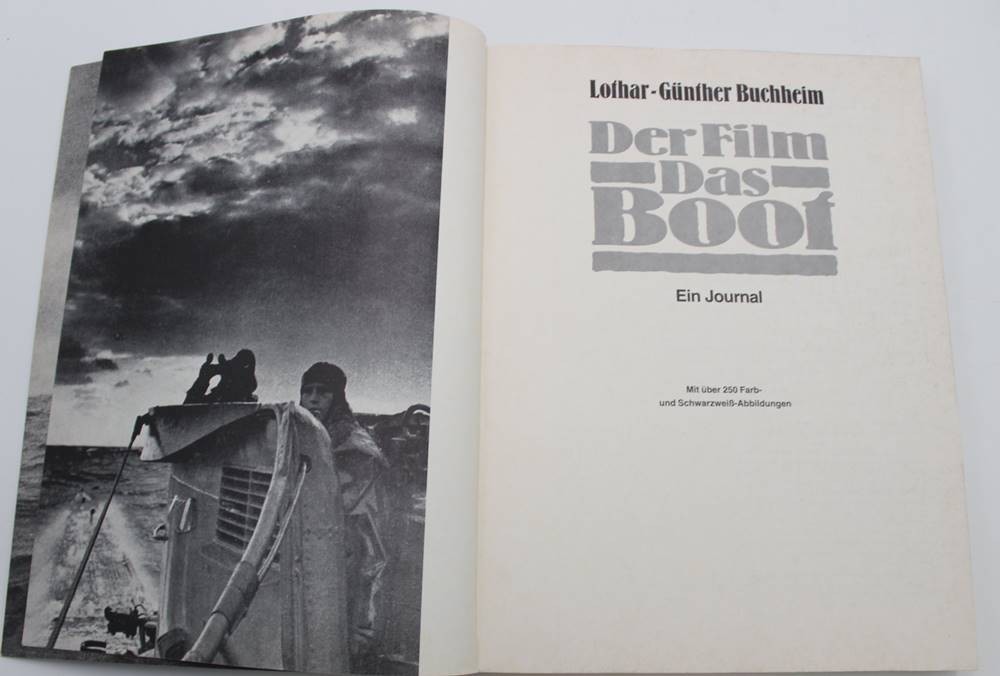 Lothar-Günther Buchheim
Der Film
Das
Boot
Ein Journal
Mit über 250 Farb-
und Schwarzweiß-Abbildungen